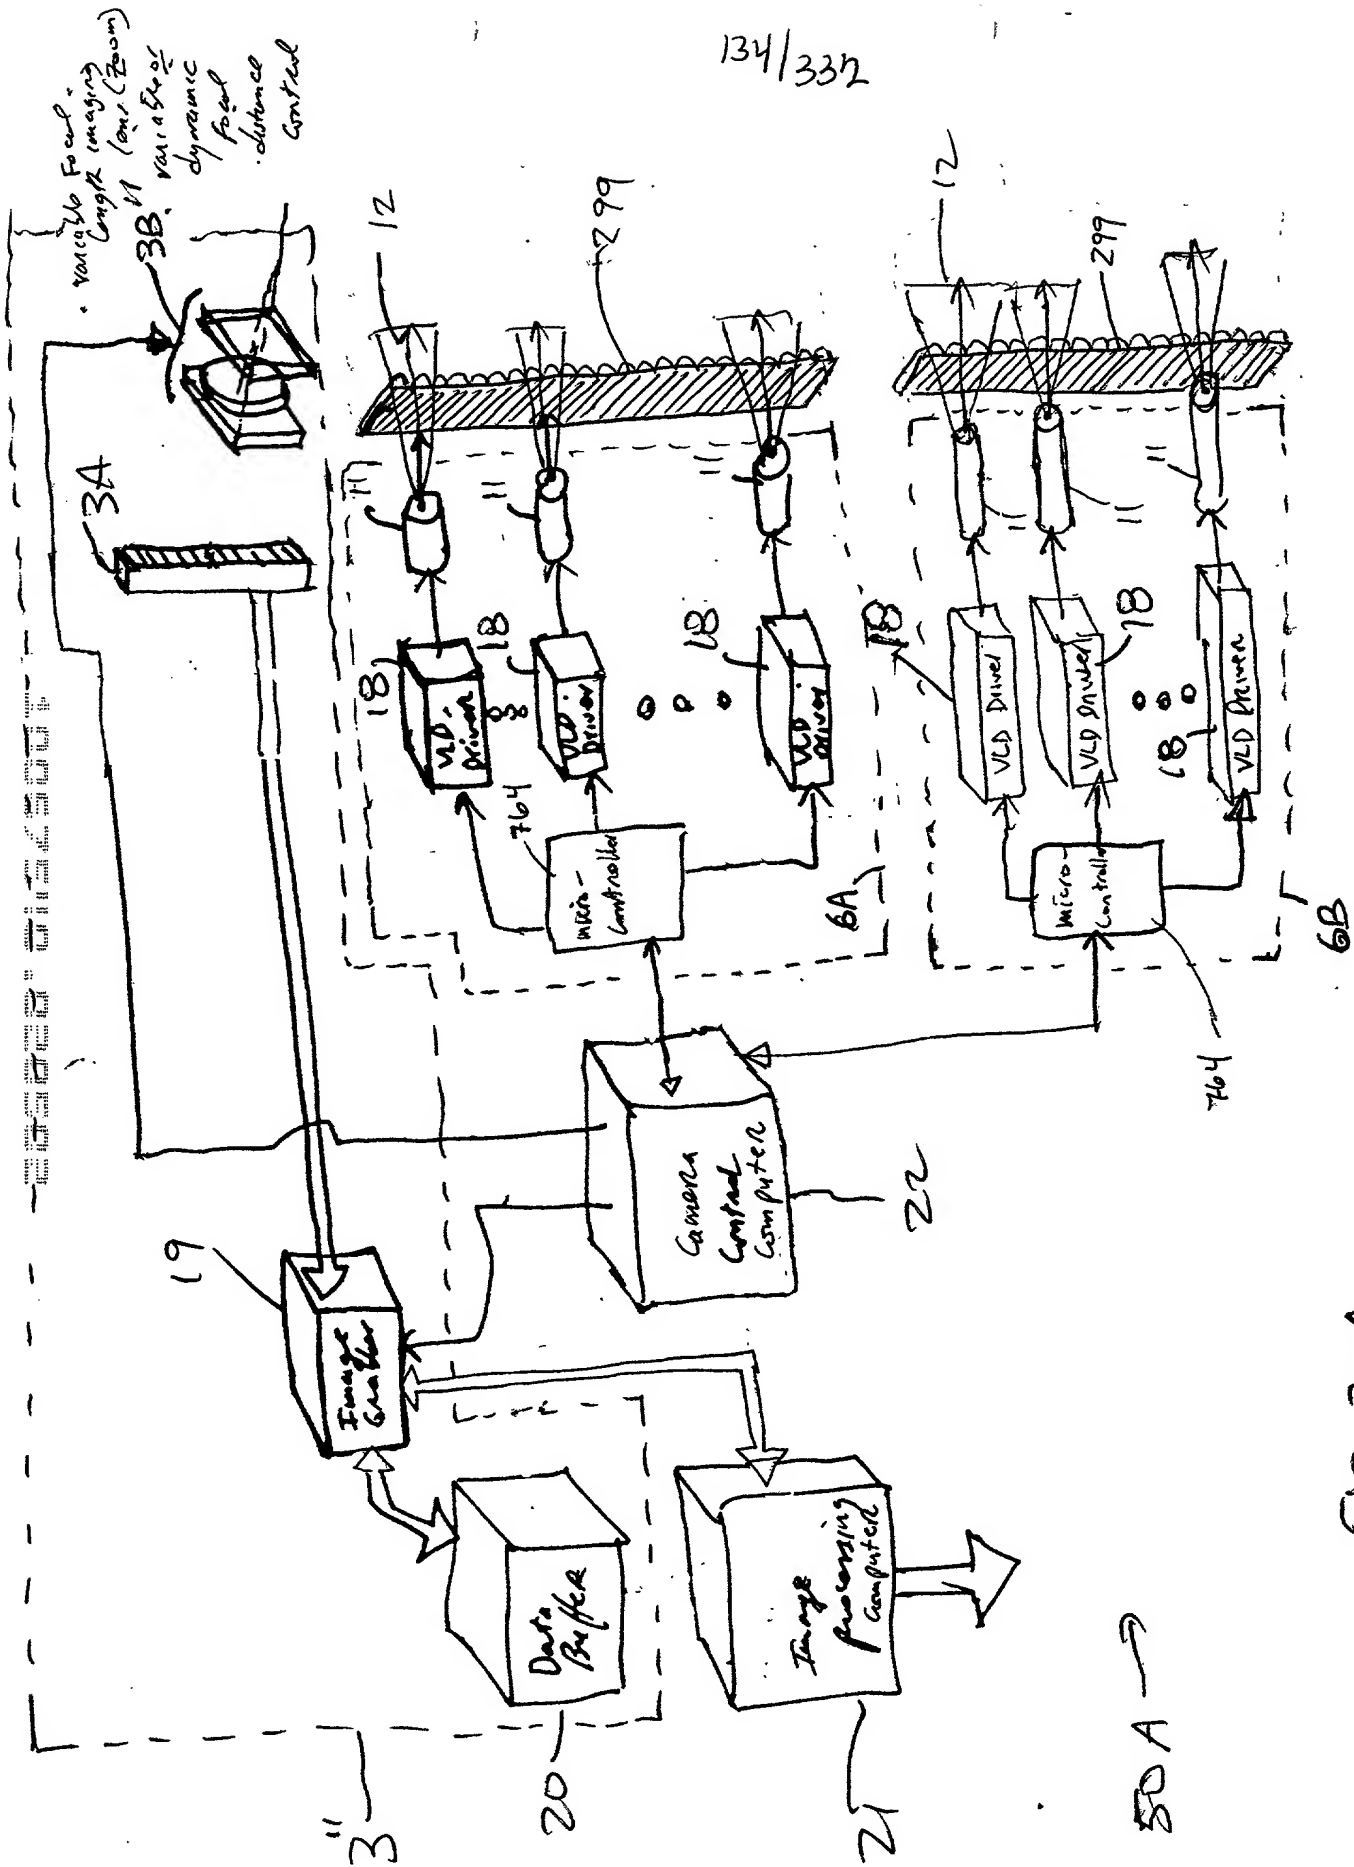 134/332
· variable Focal -
Length imaging
lens (Zoom)
· variable or
dynamic
focal
distance
control
3B
3A
12
299
11
11
11
18
VLD
Driver
18
VLD
Driver
18
VLD
Driver
764
micro-
controller
6A
12
299
11
11
11
18
VLD Driver
VLD Driver
18
18
VLD Driver
micro-
controller
764
6B
Camera
Control
Computer
22
19
Image
Grabber
Data
Buffer
20
Image
Processing
Computer
21
3"
50A